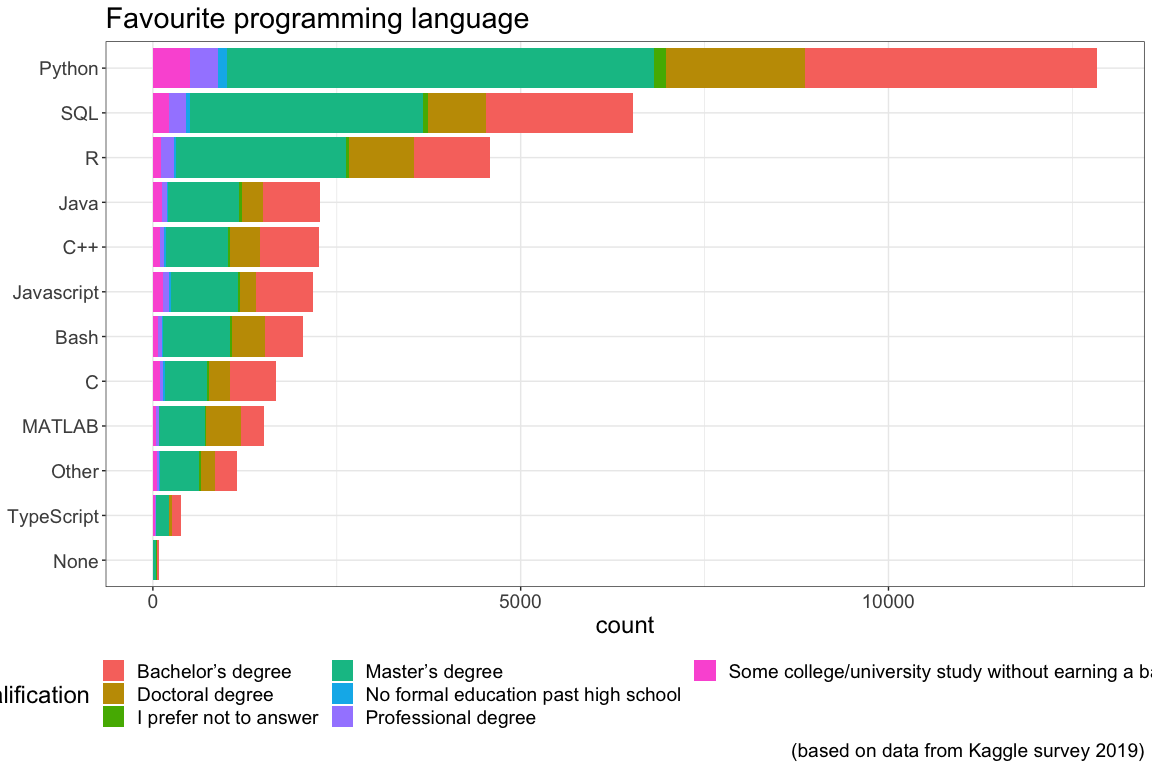 Favourite programming language
Python
SQL
R
Java
C++
Javascript
Bash
C
MATLAB
Other
TypeScript
None
0 5000 10000
count
alification
Bachelor’s degree
Doctoral degree
I prefer not to answer
Master’s degree
No formal education past high school
Professional degree
Some college/university study without earning a ba
(based on data from Kaggle survey 2019)